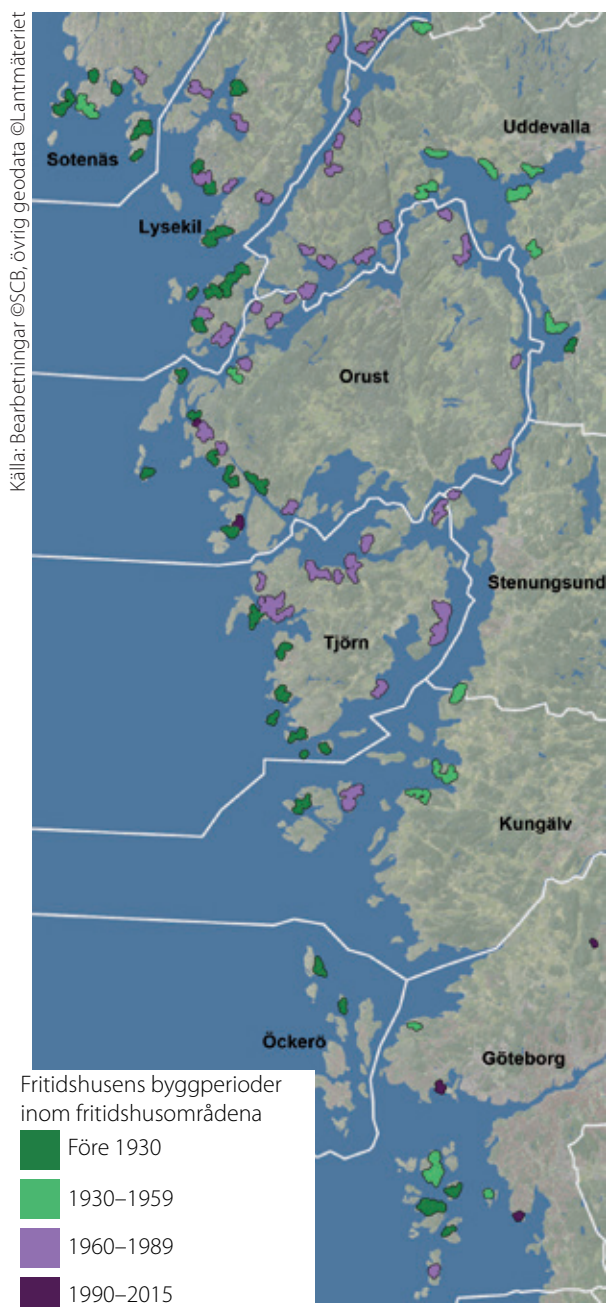 Källa: Bearbetningar ©SCB, övrig geodata ©Lantmäteriet
Uddevalla
Sotenäs
Lysekil
Orust
Stenungsund
Tjörn
Kungälv
Öckerö
Göteborg
Fritidshusens byggperioder
inom fritidshusområdena
Före 1930
1930–1959
1960–1989
1990–2015